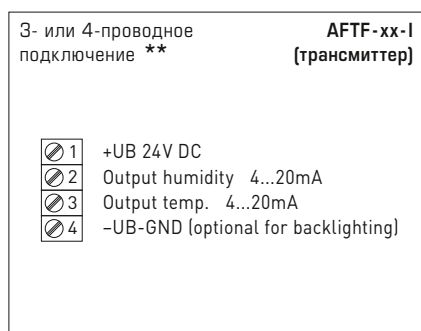 3- или 4-проводное AFTF-xx-I
подключение ** (трансмиттер)
1 +UB 24V DC
2 Output humidity 4...20mA
3 Output temp. 4...20mA
4 –UB-GND (optional for backlighting)